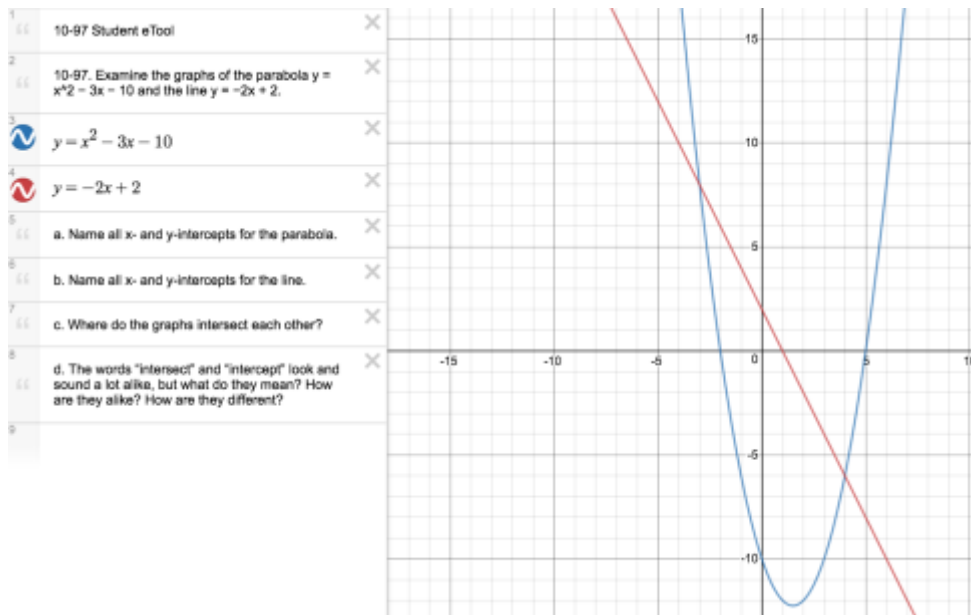 1
10-97 Student eTool
2
10-97. Examine the graphs of the parabola y =
x^2 − 3x − 10 and the line y = −2x + 2.
3
y = x² − 3x − 10
4
y = −2x + 2
5
a. Name all x- and y-intercepts for the parabola.
6
b. Name all x- and y-intercepts for the line.
7
c. Where do the graphs intersect each other?
8
d. The words "intersect" and "intercept" look and
sound a lot alike, but what do they mean? How
are they alike? How are they different?
9
15
10
5
-15 -10 -5 0 5 1
-5
-10